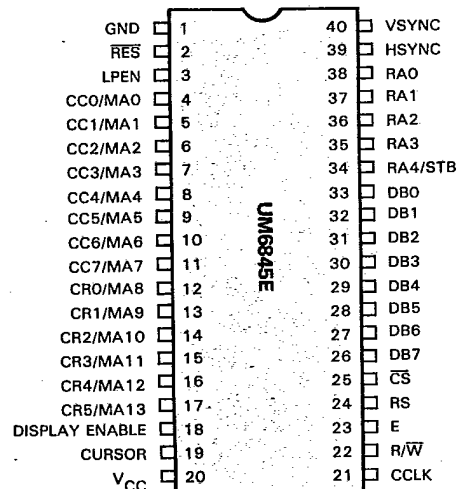 GND 1 40 VSYNC
R̅E̅S̅ 2 39 HSYNC
LPEN 3 38 RA0
CC0/MA0 4 37 RA1
CC1/MA1 5 36 RA2
CC2/MA2 6 35 RA3
CC3/MA3 7 34 RA4/STB
CC4/MA4 8 33 DB0
CC5/MA5 9 32 DB1
CC6/MA6 10 31 DB2
CC7/MA7 11 30 DB3
CR0/MA8 12 29 DB4
CR1/MA9 13 28 DB5
CR2/MA10 14 27 DB6
CR3/MA11 15 26 DB7
CR4/MA12 16 25 C̅S̅
CR5/MA13 17 24 RS
DISPLAY ENABLE 18 23 E
CURSOR 19 22 R/W̅
VCC 20 21 CCLK
UM6845E